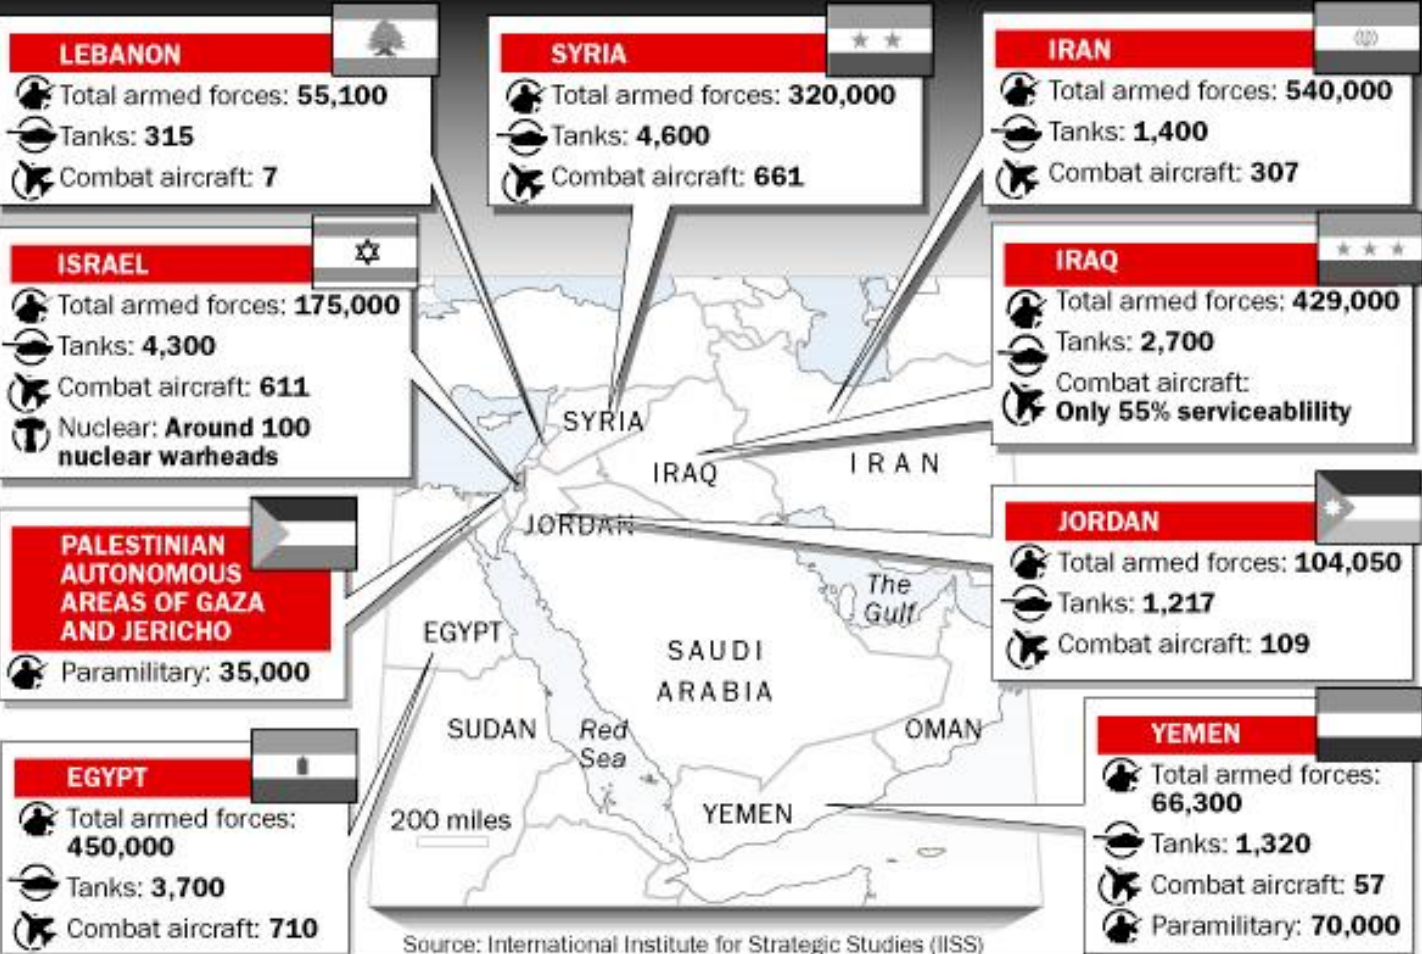 LEBANON
Total armed forces: 55,100
Tanks: 315
Combat aircraft: 7
SYRIA
Total armed forces: 320,000
Tanks: 4,600
Combat aircraft: 661
IRAN
Total armed forces: 540,000
Tanks: 1,400
Combat aircraft: 307
ISRAEL
Total armed forces: 175,000
Tanks: 4,300
Combat aircraft: 611
Nuclear: Around 100
nuclear warheads
IRAQ
Total armed forces: 429,000
Tanks: 2,700
Combat aircraft:
Only 55% serviceablility
PALESTINIAN
AUTONOMOUS
AREAS OF GAZA
AND JERICHO
Paramilitary: 35,000
JORDAN
Total armed forces: 104,050
Tanks: 1,217
Combat aircraft: 109
EGYPT
Total armed forces:
450,000
Tanks: 3,700
Combat aircraft: 710
YEMEN
Total armed forces:
66,300
Tanks: 1,320
Combat aircraft: 57
Paramilitary: 70,000
SYRIA
IRAQ
IRAN
JORDAN
The
Gulf
EGYPT
SAUDI
ARABIA
SUDAN
Red
Sea
OMAN
YEMEN
200 miles
Source: International Institute for Strategic Studies (IISS)